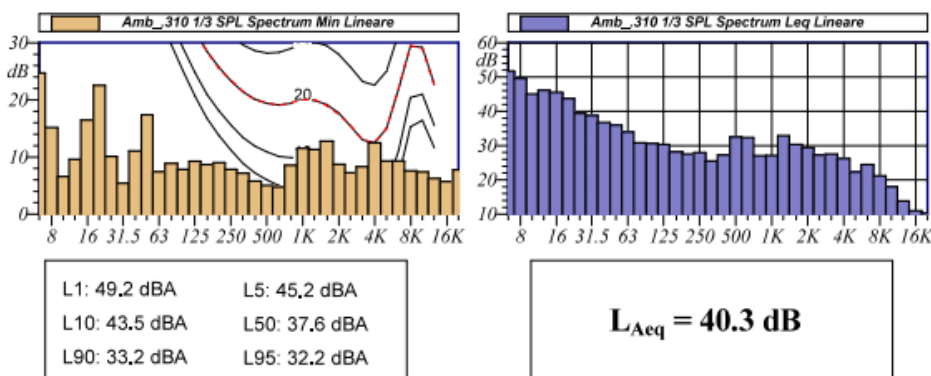 Amb_.310 1/3 SPL Spectrum Min Lineare
30
dB
20
10
0
20
8 16 31.5 63 125 250 500 1K 2K 4K 8K 16K
Amb_.310 1/3 SPL Spectrum Leq Lineare
60
dB
50
40
30
20
10
8 16 31.5 63 125 250 500 1K 2K 4K 8K 16K
L1: 49.2 dBA L5: 45.2 dBA
L10: 43.5 dBA L50: 37.6 dBA
L90: 33.2 dBA L95: 32.2 dBA
LAeq = 40.3 dB